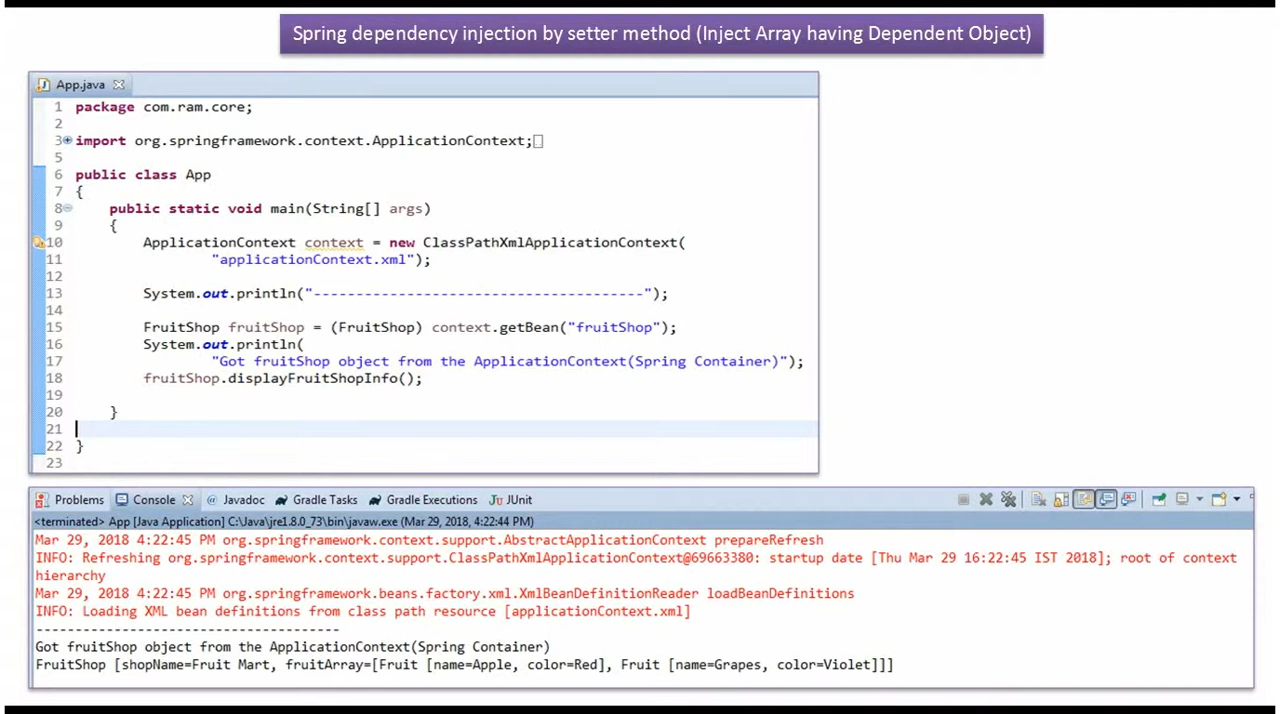 Spring dependency injection by setter method (Inject Array having Dependent Object)
App.java
1 package com.ram.core;
2
3 import org.springframework.context.ApplicationContext;
5
6 public class App
7 {
8 public static void main(String[] args)
9 {
10 ApplicationContext context = new ClassPathXmlApplicationContext(
11 "applicationContext.xml");
12
13 System.out.println("---------------------------------------");
14
15 FruitShop fruitShop = (FruitShop) context.getBean("fruitShop");
16 System.out.println(
17 "Got fruitShop object from the ApplicationContext(Spring Container)");
18 fruitShop.displayFruitShopInfo();
19
20 }
21
22 }
23
Problems Console @ Javadoc Gradle Tasks Gradle Executions JUnit
<terminated> App [Java Application] C:\Java\jre1.8.0_73\bin\javaw.exe (Mar 29, 2018, 4:22:44 PM)
Mar 29, 2018 4:22:45 PM org.springframework.context.support.AbstractApplicationContext prepareRefresh
INFO: Refreshing org.springframework.context.support.ClassPathXmlApplicationContext@69663380: startup date [Thu Mar 29 16:22:45 IST 2018]; root of context
hierarchy
Mar 29, 2018 4:22:45 PM org.springframework.beans.factory.xml.XmlBeanDefinitionReader loadBeanDefinitions
INFO: Loading XML bean definitions from class path resource [applicationContext.xml]
---------------------------------------
Got fruitShop object from the ApplicationContext(Spring Container)
FruitShop [shopName=Fruit Mart, fruitArray=[Fruit [name=Apple, color=Red], Fruit [name=Grapes, color=Violet]]]